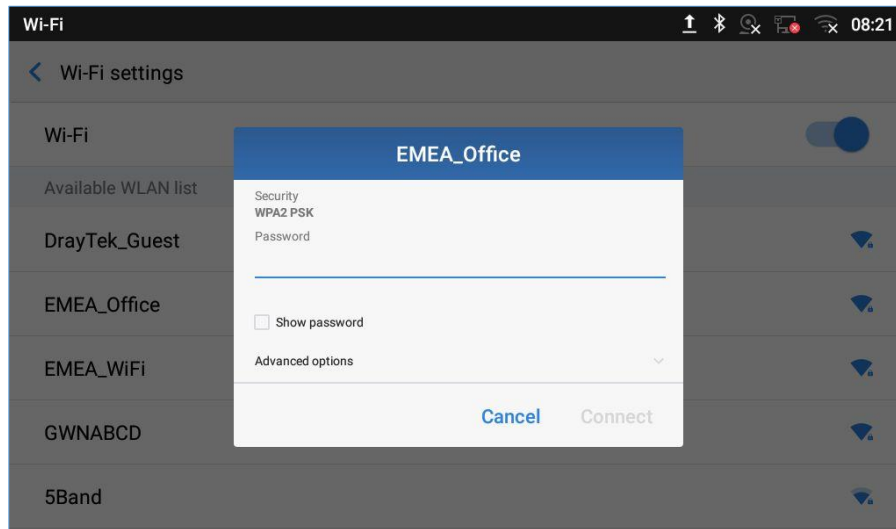 Wi-Fi 08:21
Wi-Fi settings
Wi-Fi
Available WLAN list
DrayTek_Guest
EMEA_Office
EMEA_WiFi
GWNABCD
5Band
EMEA_Office
Security
WPA2 PSK
Password
Show password
Advanced options
Cancel Connect